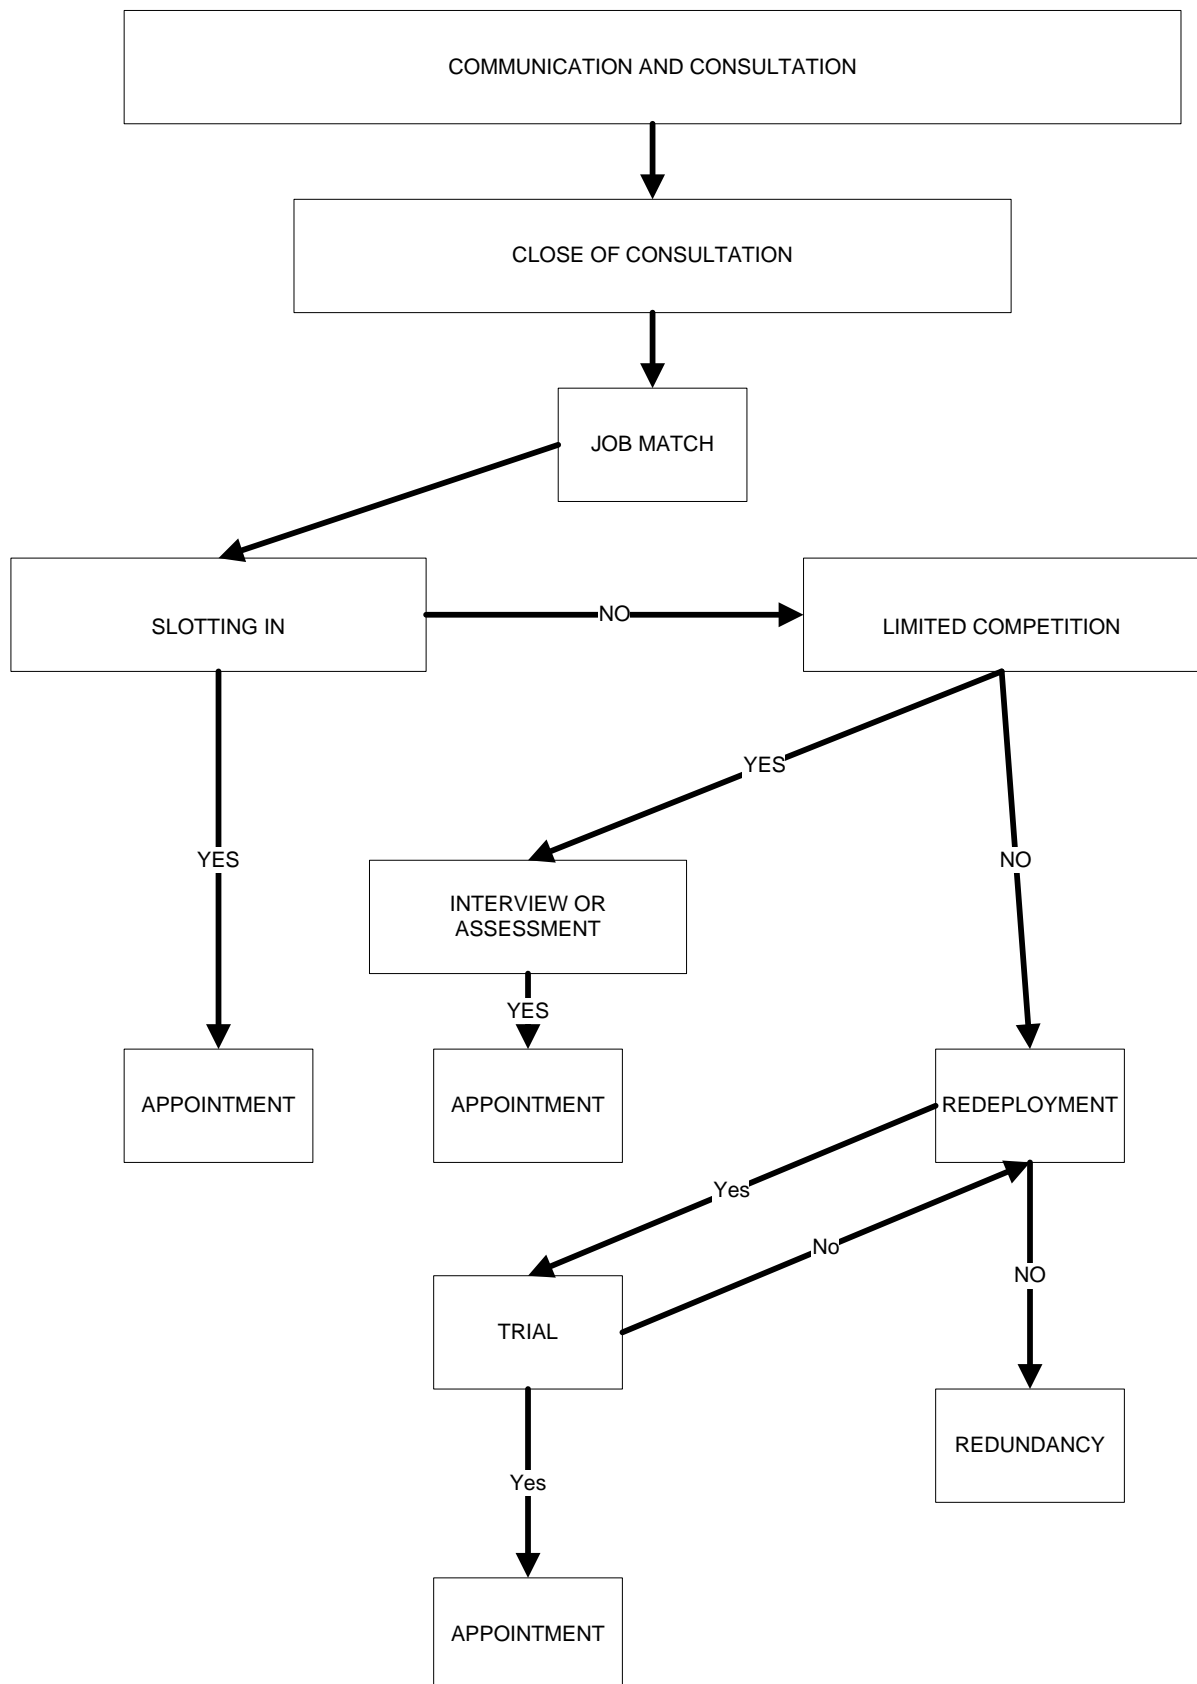 COMMUNICATION AND CONSULTATION
CLOSE OF CONSULTATION
JOB MATCH
NO
SLOTTING IN
LIMITED COMPETITION
YES
YES
NO
INTERVIEW OR
ASSESSMENT
YES
APPOINTMENT
APPOINTMENT
REDEPLOYMENT
Yes
No
NO
TRIAL
REDUNDANCY
Yes
APPOINTMENT